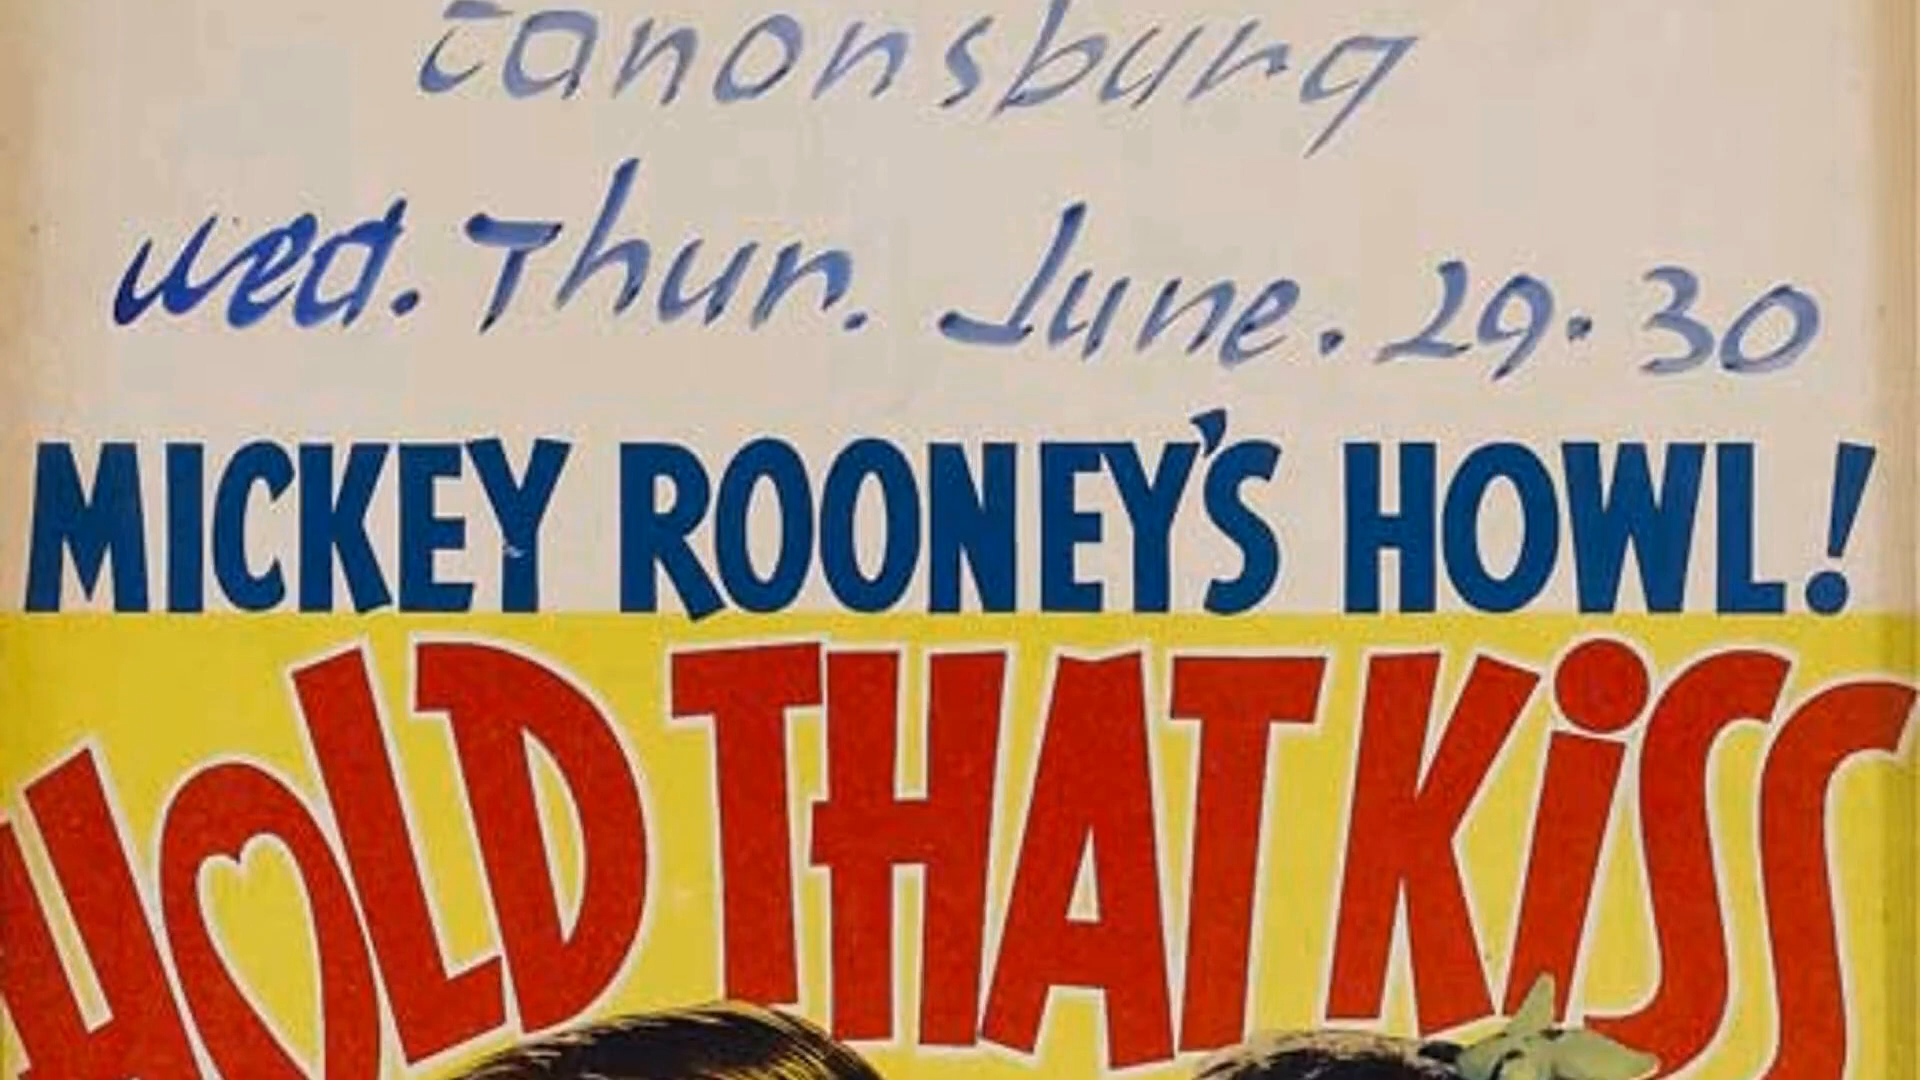 Canonsburg
Wed. Thur. June. 29. 30
MICKEY ROONEY'S HOWL!
HOLD THAT KiSS